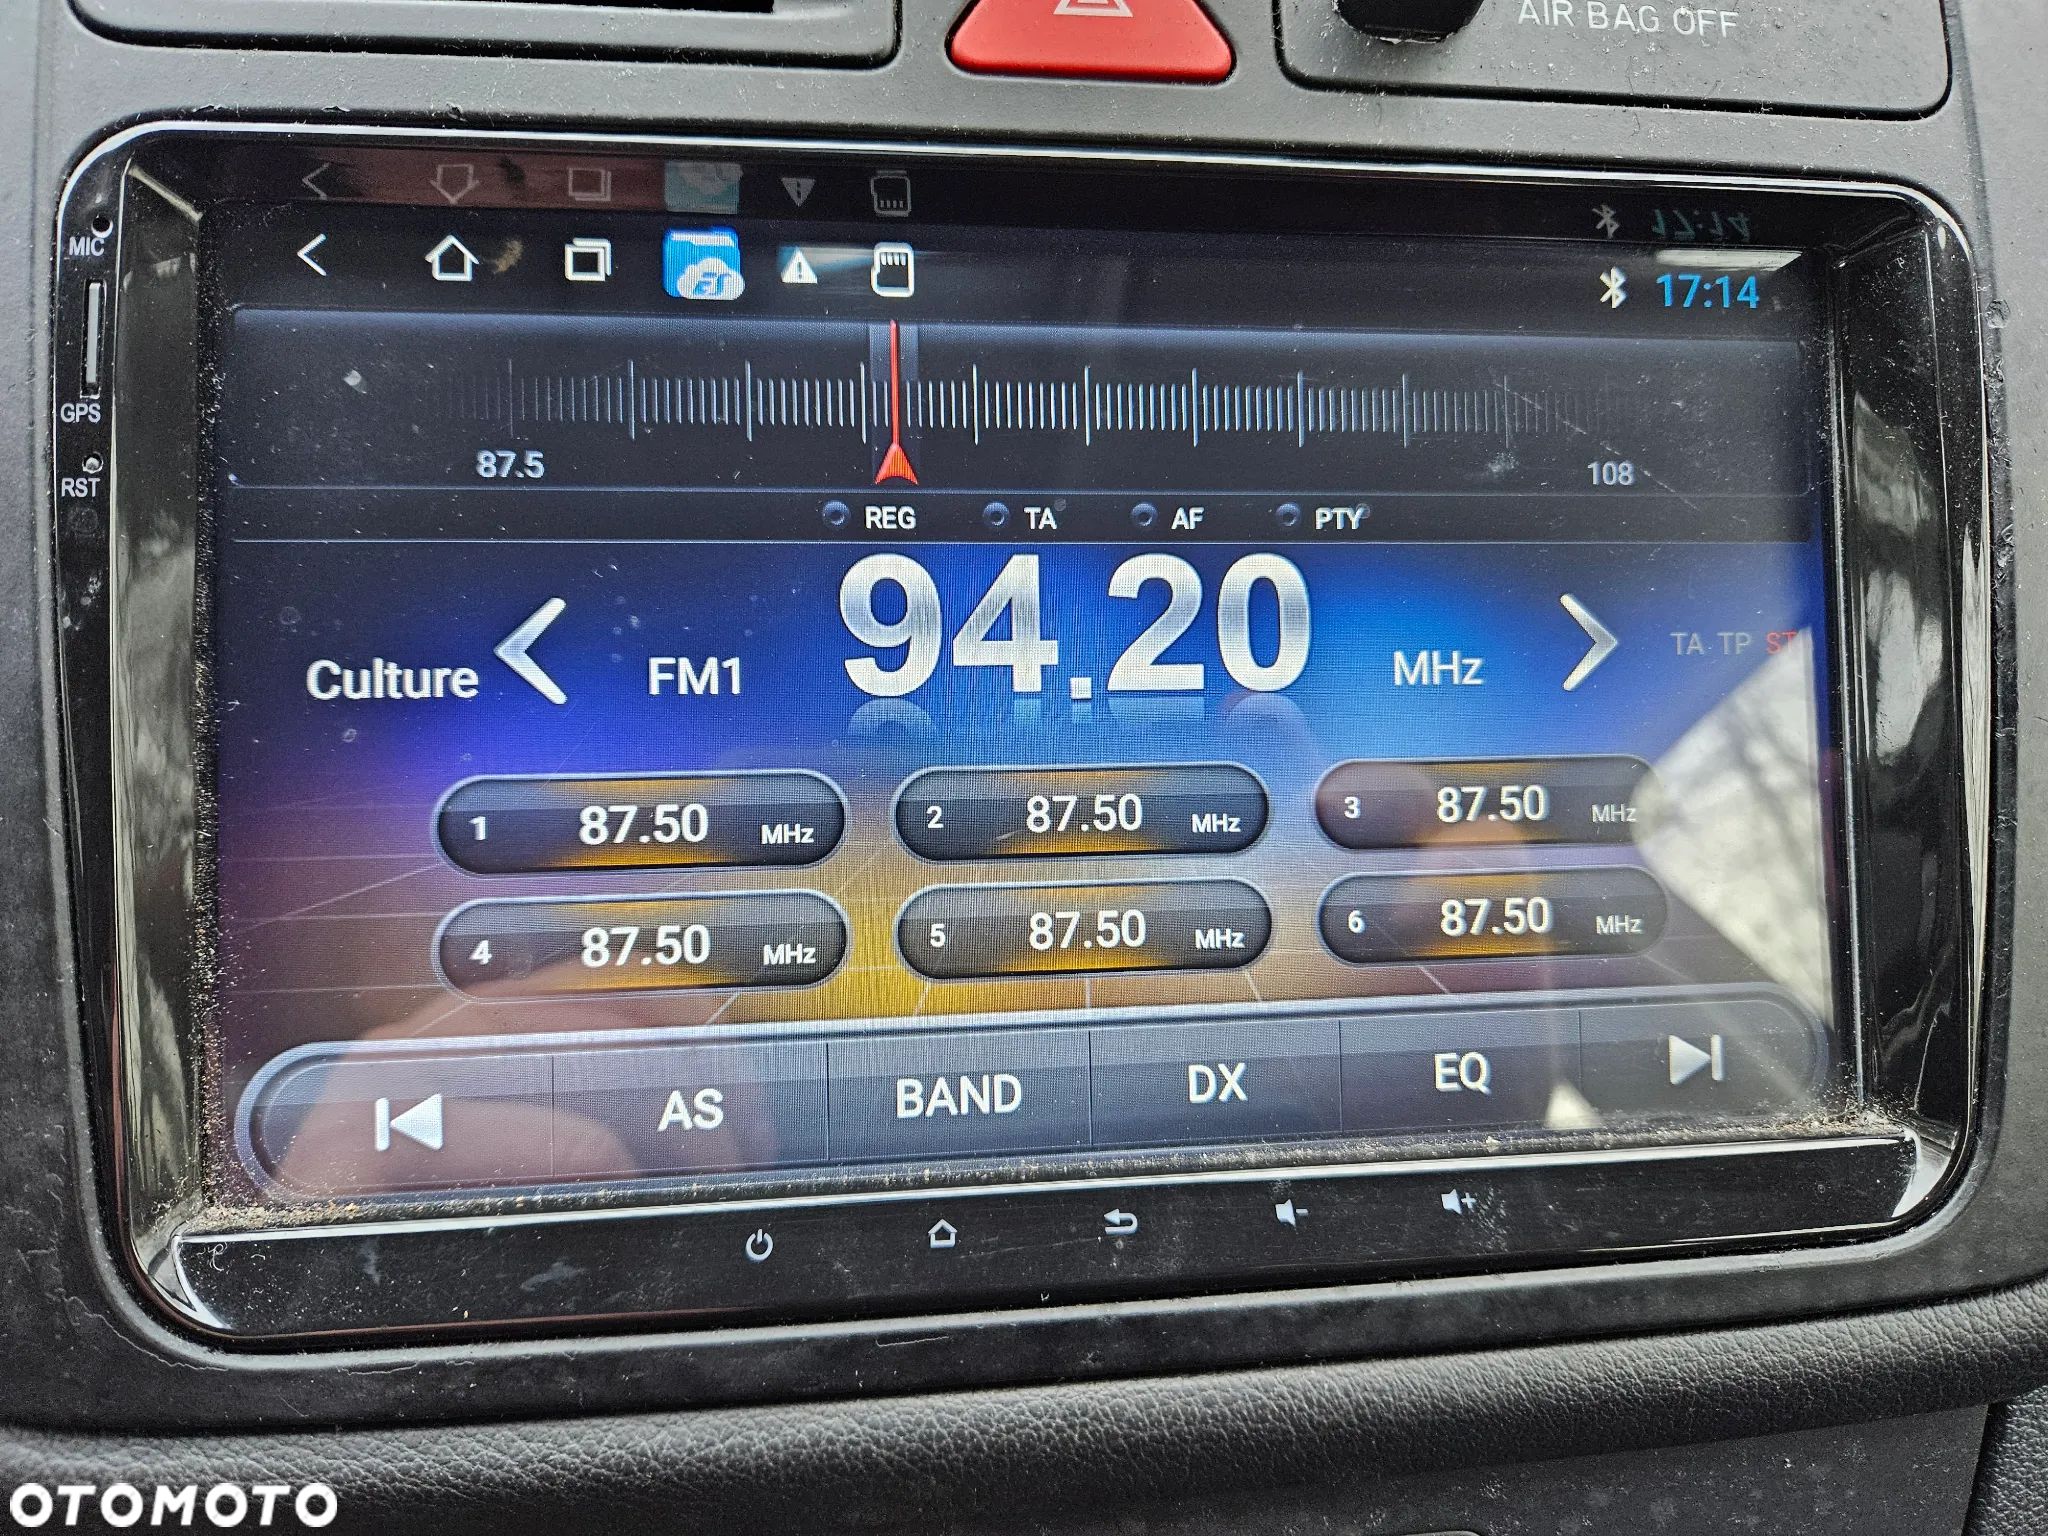 AIR BAG OFF
MIC
GPS
RST
ES
17:14
87.5
108
REG TA AF PTY
Culture FM1 94.20 MHz TA TP ST
1 87.50 MHz
2 87.50 MHz
3 87.50 MHz
4 87.50 MHz
5 87.50 MHz
6 87.50 MHz
AS BAND DX EQ
OTOMOTO